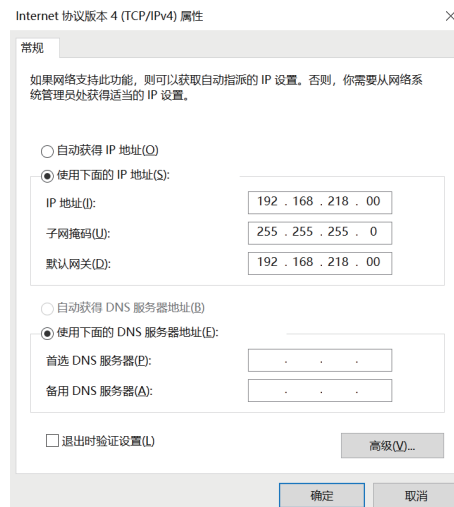 Internet 协议版本 4 (TCP/IPv4) 属性
常规
如果网络支持此功能，则可以获取自动指派的 IP 设置。否则，你需要从网络系
统管理员处获得适当的 IP 设置。
自动获得 IP 地址(O)
使用下面的 IP 地址(S):
IP 地址(I): 192 . 168 . 218 . 00
子网掩码(U): 255 . 255 . 255 . 0
默认网关(D): 192 . 168 . 218 . 00
自动获得 DNS 服务器地址(B)
使用下面的 DNS 服务器地址(E):
首选 DNS 服务器(P): . . .
备用 DNS 服务器(A): . . .
退出时验证设置(L)
高级(V)...
确定 取消